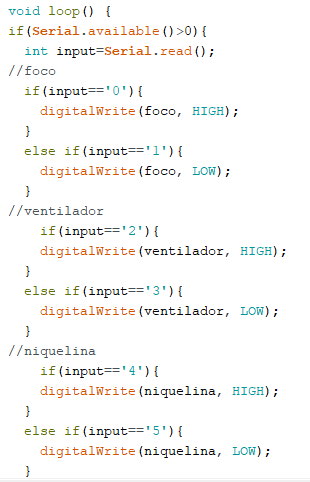 void loop() {
if(Serial.available()>0){
  int input=Serial.read();
//foco
  if(input=='0'){
    digitalWrite(foco, HIGH);
  }
  else if(input=='1'){
    digitalWrite(foco, LOW);
  }
//ventilador
    if(input=='2'){
    digitalWrite(ventilador, HIGH);
  }
  else if(input=='3'){
    digitalWrite(ventilador, LOW);
  }
//niquelina
    if(input=='4'){
    digitalWrite(niquelina, HIGH);
  }
  else if(input=='5'){
    digitalWrite(niquelina, LOW);
  }